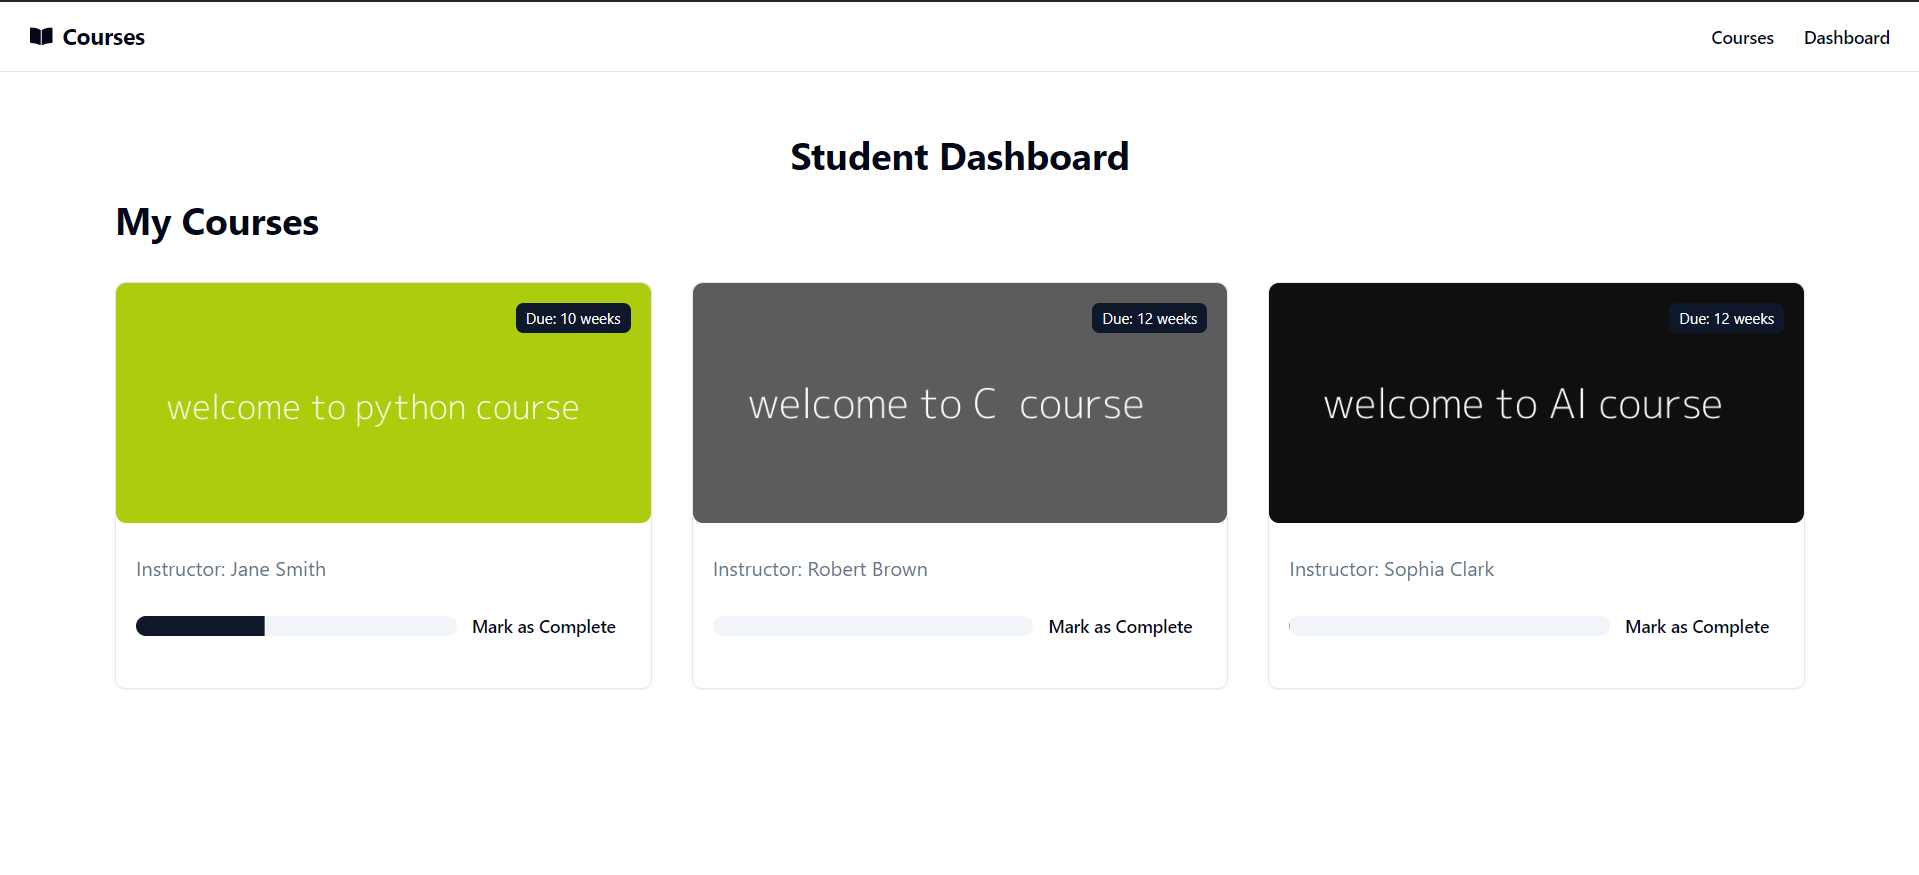 Courses
Courses Dashboard
Student Dashboard
My Courses
Due: 10 weeks
welcome to python course
Instructor: Jane Smith
Mark as Complete
Due: 12 weeks
welcome to C  course
Instructor: Robert Brown
Mark as Complete
Due: 12 weeks
welcome to AI course
Instructor: Sophia Clark
Mark as Complete